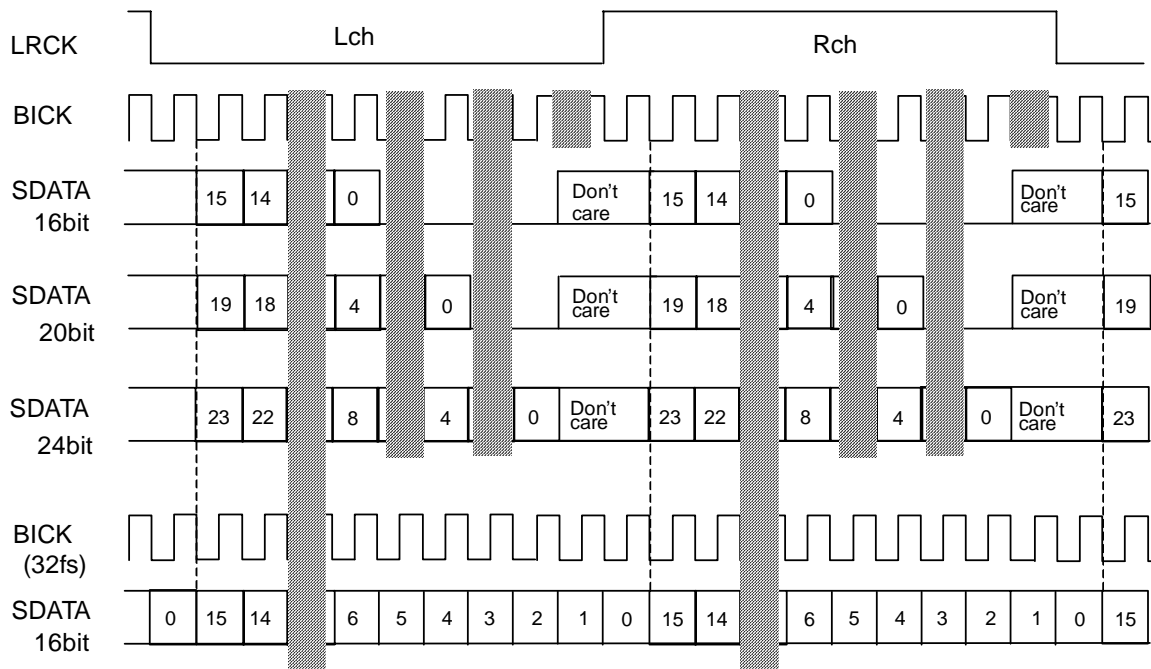 LRCK Lch Rch
BICK
SDATA 15 14 0 Don't care 15 14 0 Don't care 15
16bit
SDATA 19 18 4 0 Don't care 19 18 4 0 Don't care 19
20bit
SDATA 23 22 8 4 0 Don't care 23 22 8 4 0 Don't care 23
24bit
BICK
(32fs)
SDATA 0 15 14 6 5 4 3 2 1 0 15 14 6 5 4 3 2 1 0 15
16bit